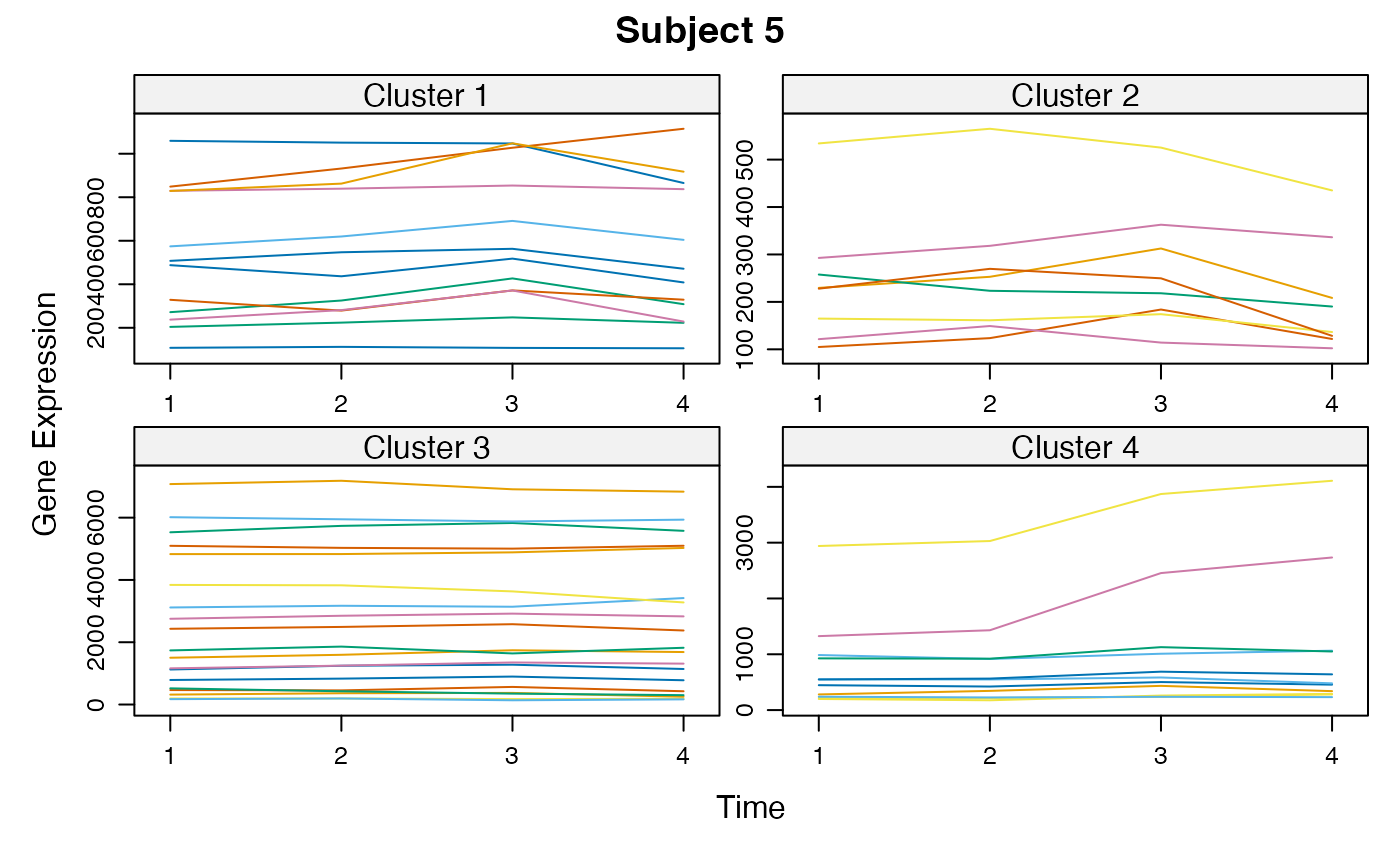 Subject 5
Cluster 1
Cluster 2
200400600800
100 200 300 400 500
1 2 3 4
1 2 3 4
Cluster 3
Cluster 4
0 2000 4000 6000
0 1000 3000
1 2 3 4
1 2 3 4
Gene Expression
Time